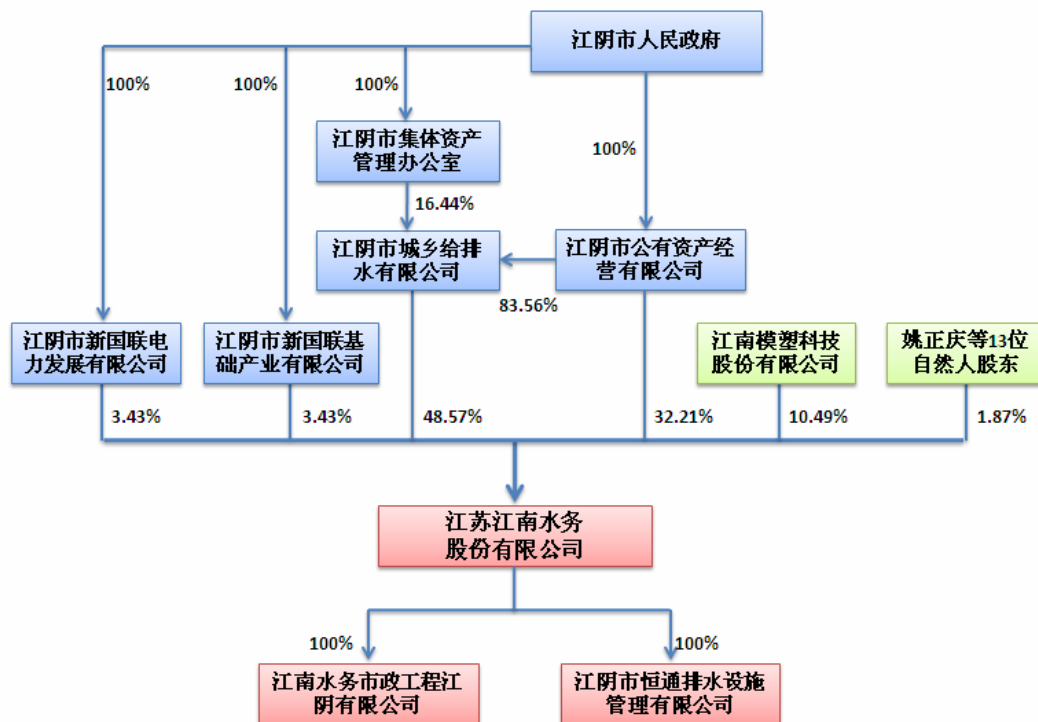 江阴市人民政府
100%
100%
100%
江阴市集体资产
管理办公室
100%
16.44%
江阴市城乡给排
水有限公司
江阴市公有资产经
营有限公司
83.56%
江阴市新国联电
力发展有限公司
江阴市新国联基
础产业有限公司
江南模塑科技
股份有限公司
姚正庆等13位
自然人股东
3.43%
3.43%
48.57%
32.21%
10.49%
1.87%
江苏江南水务
股份有限公司
100%
100%
江南水务市政工程江
阴有限公司
江阴市恒通排水设施
管理有限公司